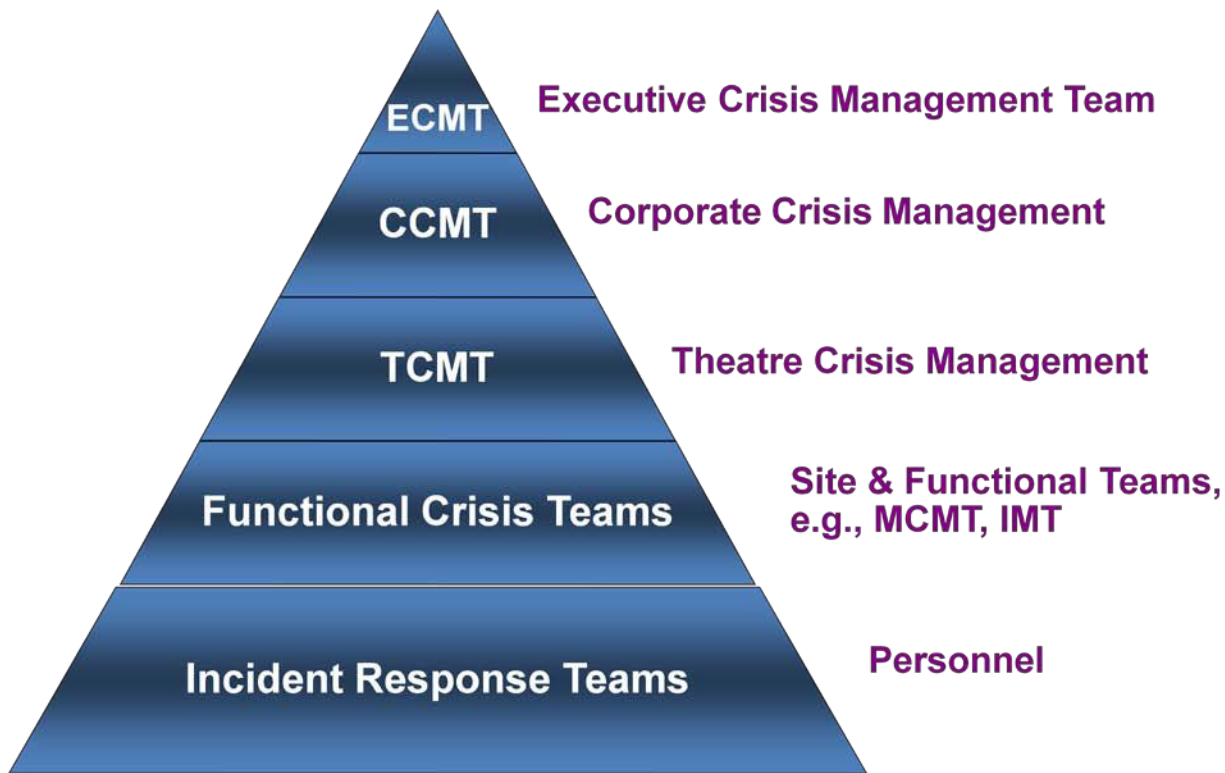 ECMT
Executive Crisis Management Team
CCMT
Corporate Crisis Management
TCMT
Theatre Crisis Management
Functional Crisis Teams
Site & Functional Teams,
e.g., MCMT, IMT
Incident Response Teams
Personnel